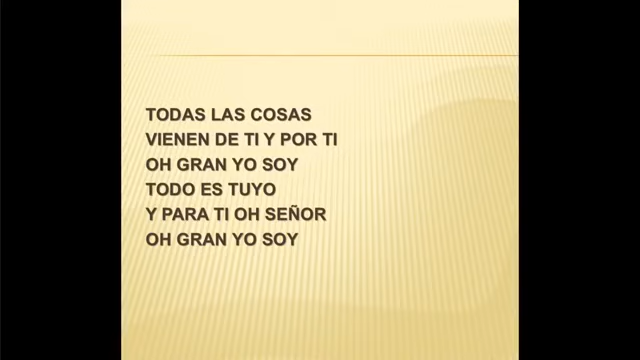 TODAS LAS COSAS
VIENEN DE TI Y POR TI
OH GRAN YO SOY
TODO ES TUYO
Y PARA TI OH SEÑOR
OH GRAN YO SOY